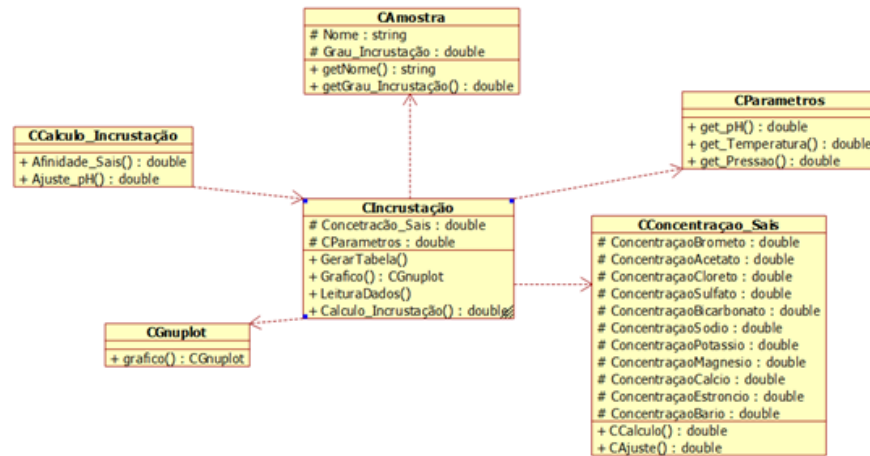 CAmostra
# Nome : string
# Grau_Incrustação : double
+ getNome() : string
+ getGrau_Incrustação() : double
CParametros
+ get_pH() : double
+ get_Temperatura() : double
+ get_Pressao() : double
CCalculo_Incrustação
+ Afinidade_Sais() : double
+ Ajuste_pH() : double
CIncrustação
# Concetracão_Sais : double
# CParametros : double
+ GerarTabela()
+ Grafico() : CGnuplot
+ LeituraDados()
+ Calculo_Incrustação() : double
CConcentraçao_Sais
# ConcentraçaoBrometo : double
# ConcentraçaoAcetato : double
# ConcentraçaoCloreto : double
# ConcentraçaoSulfato : double
# ConcentraçaoBicarbonato : double
# ConcentraçaoSodio : double
# ConcentraçaoPotassio : double
# ConcentraçaoMagnesio : double
# ConcentraçaoCalcio : double
# ConcentraçaoEstroncio : double
# ConcentraçaoBario : double
+ CCalculo() : double
+ CAjuste() : double
CGnuplot
+ grafico() : CGnuplot